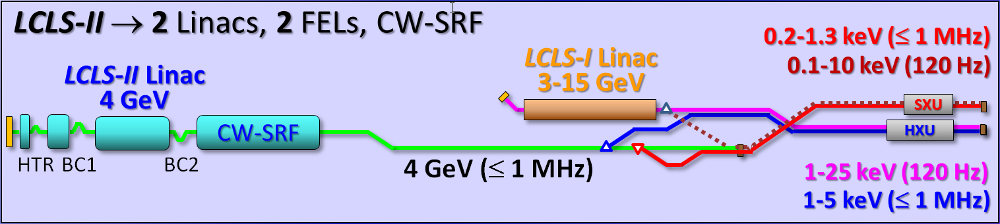 LCLS-II → 2 Linacs, 2 FELs, CW-SRF
0.2-1.3 keV (≤ 1 MHz)
0.1-10 keV (120 Hz)
LCLS-I Linac
3-15 GeV
LCLS-II Linac
4 GeV
SXU
CW-SRF
HXU
HTR
BC1
BC2
4 GeV (≤ 1 MHz)
1-25 keV (120 Hz)
1-5 keV (≤ 1 MHz)